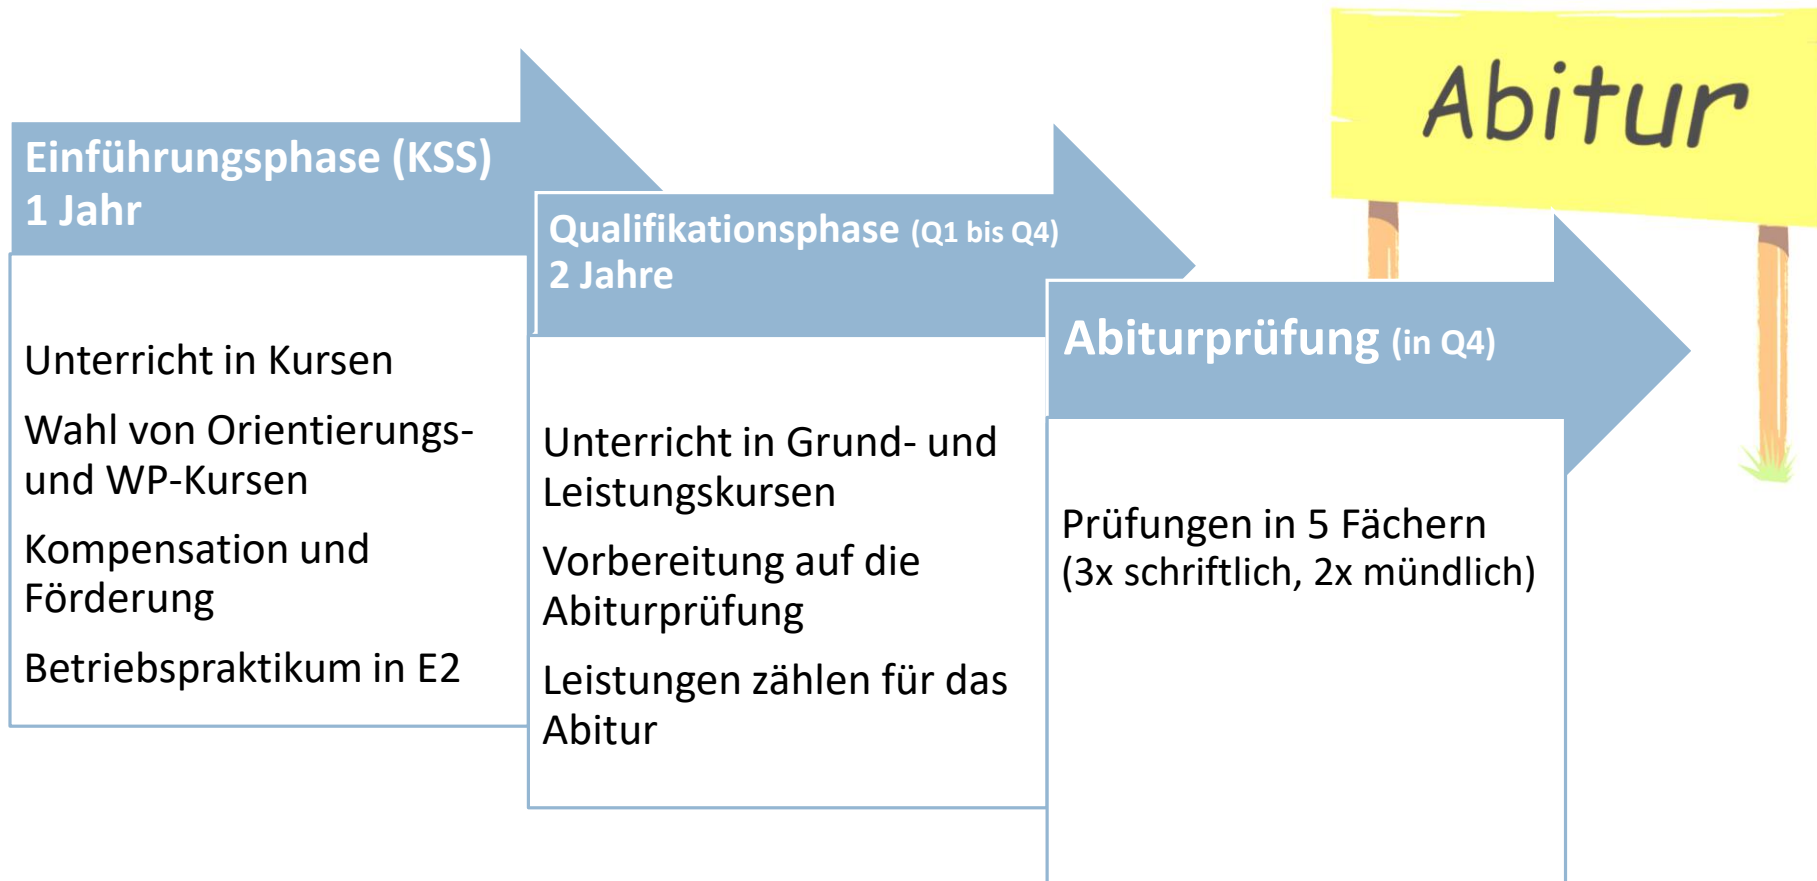 Abitur
Einführungsphase (KSS)
1 Jahr
Unterricht in Kursen
Wahl von Orientierungs-
und WP-Kursen
Kompensation und
Förderung
Betriebspraktikum in E2
Qualifikationsphase (Q1 bis Q4)
2 Jahre
Unterricht in Grund- und
Leistungskursen
Vorbereitung auf die
Abiturprüfung
Leistungen zählen für das
Abitur
Abiturprüfung (in Q4)
Prüfungen in 5 Fächern
(3x schriftlich, 2x mündlich)